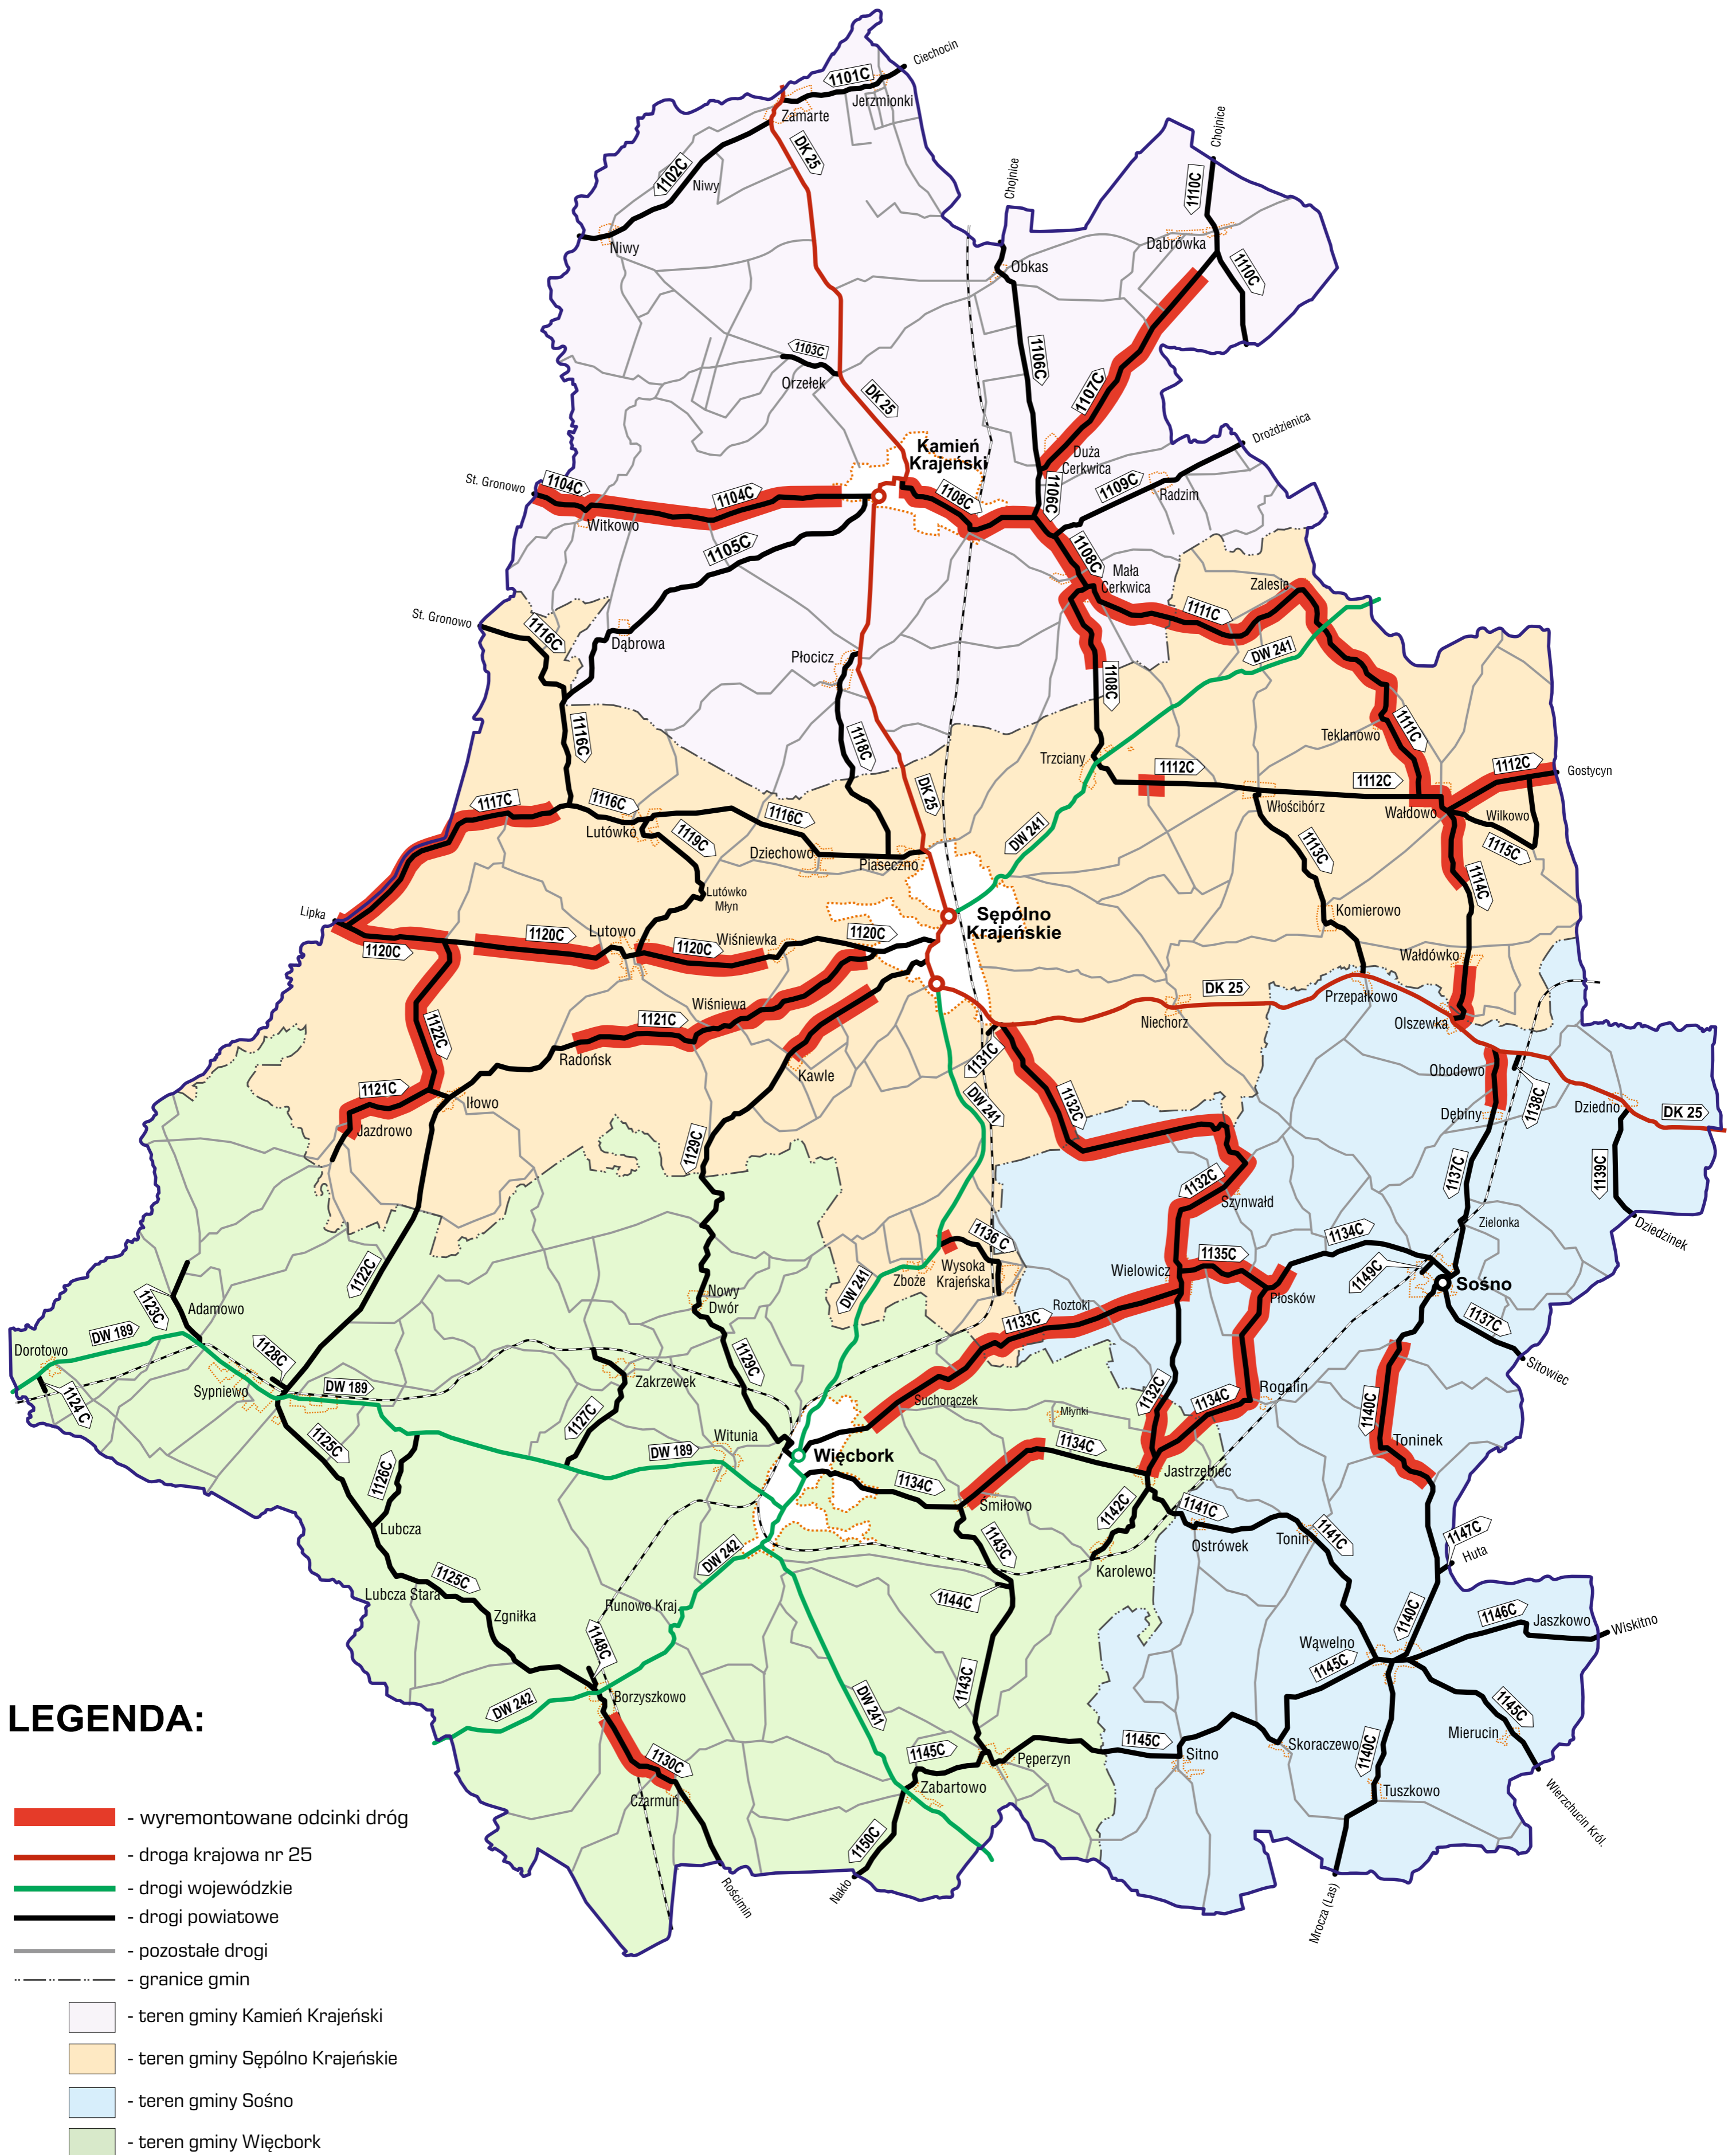 Ciechocin
1101C
Jerzmionki
Zamarte
DK 25
1102C
Niwy
Niwy
Chojnice
Chojnice
1110C
Dąbrówka
1110C
Obkas
1106C
1107C
1103C
Orzełek
DK 25
Kamień
Krajeński
Duża
Cerkwica
Drożdzienica
St. Gronowo
1104C
1104C
Witkowo
1108C
1106C
1109C
Radzim
1105C
1108C
Mała
Cerkwica
Zalesie
1111C
St. Gronowo
1116C
Dąbrowa
Płocicz
DW 241
1108C
1116C
1118C
Teklanowo
1111C
Trzciany
1112C
1112C
1112C
Gostycyn
DK 25
Włościbórz
Wałdowo
Wilkowo
1117C
1116C
Lutówko
1116C
1119C
Dziechowo
Piaseczno
DW 241
1113C
1115C
1114C
Lutówko
Młyn
Lipka
Sępólno
Krajeńskie
Komierowo
1120C
1120C
Lutowo
1120C
Wiśniewka
1120C
Wałdówko
Wiśniewa
DK 25
Przepałkowo
1122C
1121C
Niechorz
Olszewka
Radońsk
Kawle
1131C
Obodowo
1138C
1121C
Iłowo
DW 241
1132C
Dębiny
Dziedno
DK 25
Jazdrowo
1129C
1137C
1139C
1132C
Szynwałd
Zielonka
Dziedzinek
1136 C
1134C
1135C
1122C
Zboże
Wysoka
Krajeńska
Wielowicz
1149C
Sośno
1123C
Adamowo
Nowy
Dwór
DW 241
Roztoki
Płosków
1137C
DW 189
Dorotowo
1128C
1133C
Sitowiec
1129C
Zakrzewek
1124 C
Sypniewo
DW 189
Suchorączek
1132C
1134C
Rogalin
1127C
Młynki
1140C
1125C
Witunia
Toninek
DW 189
Więcbork
1134C
1126C
1134C
Jastrzębiec
Śmiłowo
1142C
1141C
Lubcza
1143C
Ostrówek
Tonin
1141C
1147C
DW 242
Karolewo
Huta
1125C
Lubcza Stara
1144C
Zgniłka
Runowo Kraj.
1140C
1146C
Jaszkowo
Wiskitno
1148C
Wąwelno
1145C
1143C
DW 242
Borzyszkowo
DW 241
1145C
Mierucin
1145C
1145C
Sitno
Skoraczewo
1140C
1130C
Pęperzyn
Czarmuń
Zabartowo
Tuszkowo
Wierzchucin Król.
1150C
Nakło
Rościmin
Mrocza (Las)
LEGENDA:
- wyremontowane odcinki dróg
- droga krajowa nr 25
- drogi wojewódzkie
- drogi powiatowe
- pozostałe drogi
- granice gmin
- teren gminy Kamień Krajeński
- teren gminy Sępólno Krajeńskie
- teren gminy Sośno
- teren gminy Więcbork